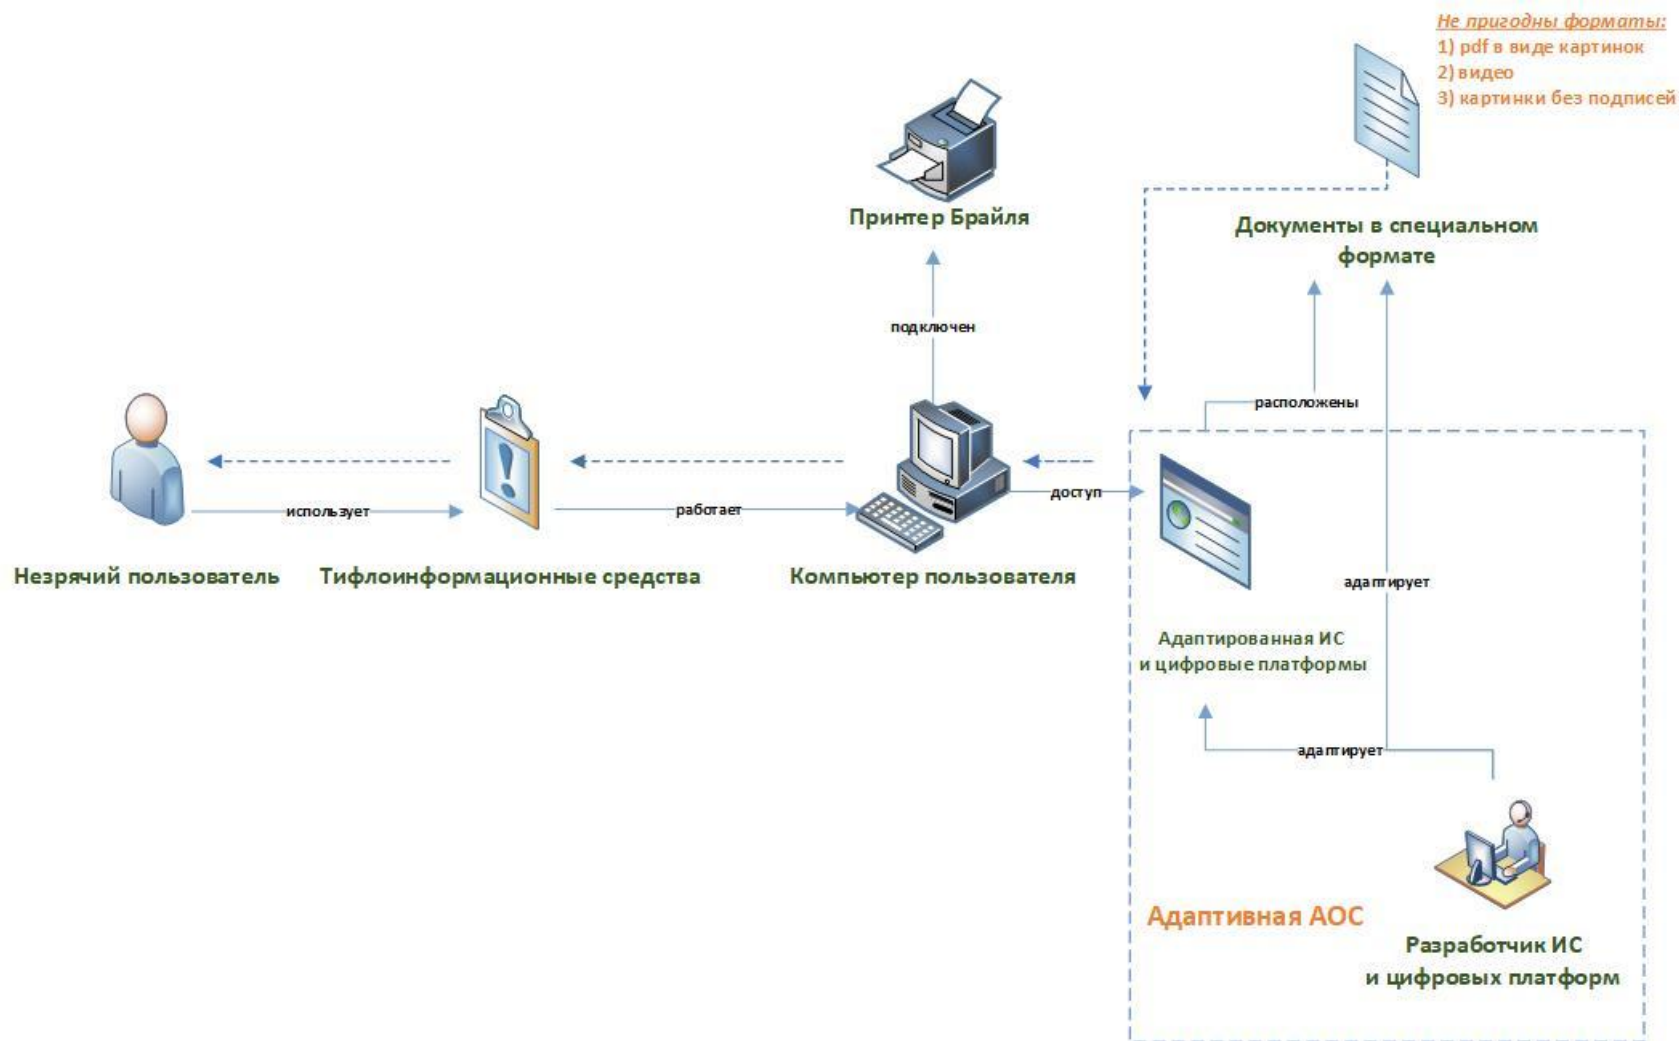 Не пригодны форматы:
1) pdf в виде картинок
2) видео
3) картинки без подписей
Принтер Брайля
Документы в специальном
формате
подключен
расположены
использует
работает
доступ
Незрячий пользователь
Тифлоинформационные средства
Компьютер пользователя
адаптирует
Адаптированная ИС
и цифровые платформы
адаптирует
Адаптивная АОС
Разработчик ИС
и цифровых платформ